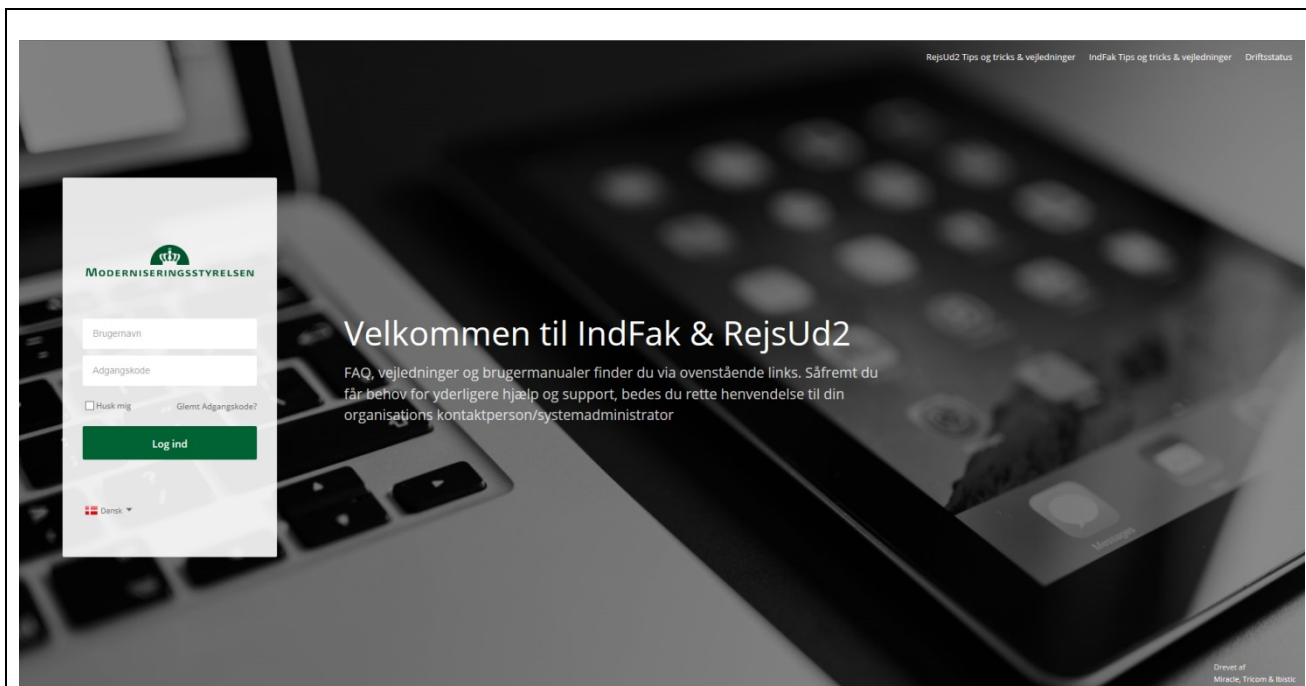 RejsUd2 Tips og tricks & vejledninger IndFak Tips og tricks & vejledninger Driftsstatus
MODERNISERINGSSTYRELSEN
Brugernavn
Adgangskode
Husk mig Glemt Adgangskode?
Log ind
Dansk
Velkommen til IndFak & RejsUd2
FAQ, vejledninger og brugermanualer finder du via ovenstående links. Såfremt du
får behov for yderligere hjælp og support, bedes du rette henvendelse til din
organisations kontaktperson/systemadministrator
Messages
Drevet af
Miracle, Tricom & Ibistic